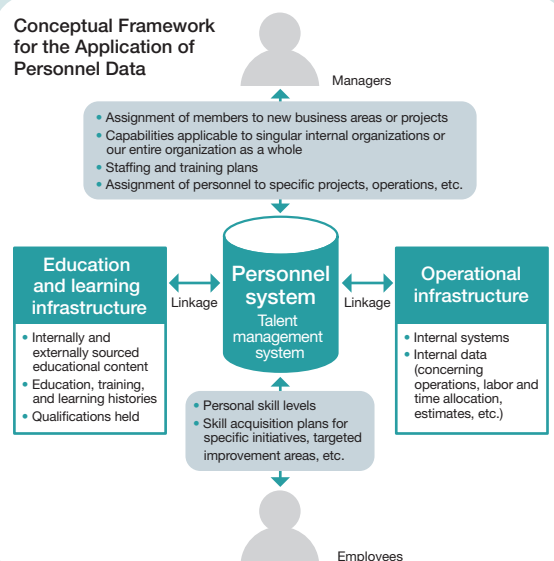 Conceptual Framework
for the Application of
Personnel Data
Managers
• Assignment of members to new business areas or projects
• Capabilities applicable to singular internal organizations or
our entire organization as a whole
• Staffing and training plans
• Assignment of personnel to specific projects, operations, etc.
Education
and learning
infrastructure
• Internally and
externally sourced
educational content
• Education, training,
and learning histories
• Qualifications held
Linkage
Personnel
system
Talent
management
system
Linkage
Operational
infrastructure
• Internal systems
• Internal data
(concerning
operations, labor and
time allocation,
estimates, etc.)
• Personal skill levels
• Skill acquisition plans for
specific initiatives, targeted
improvement areas, etc.
Employees